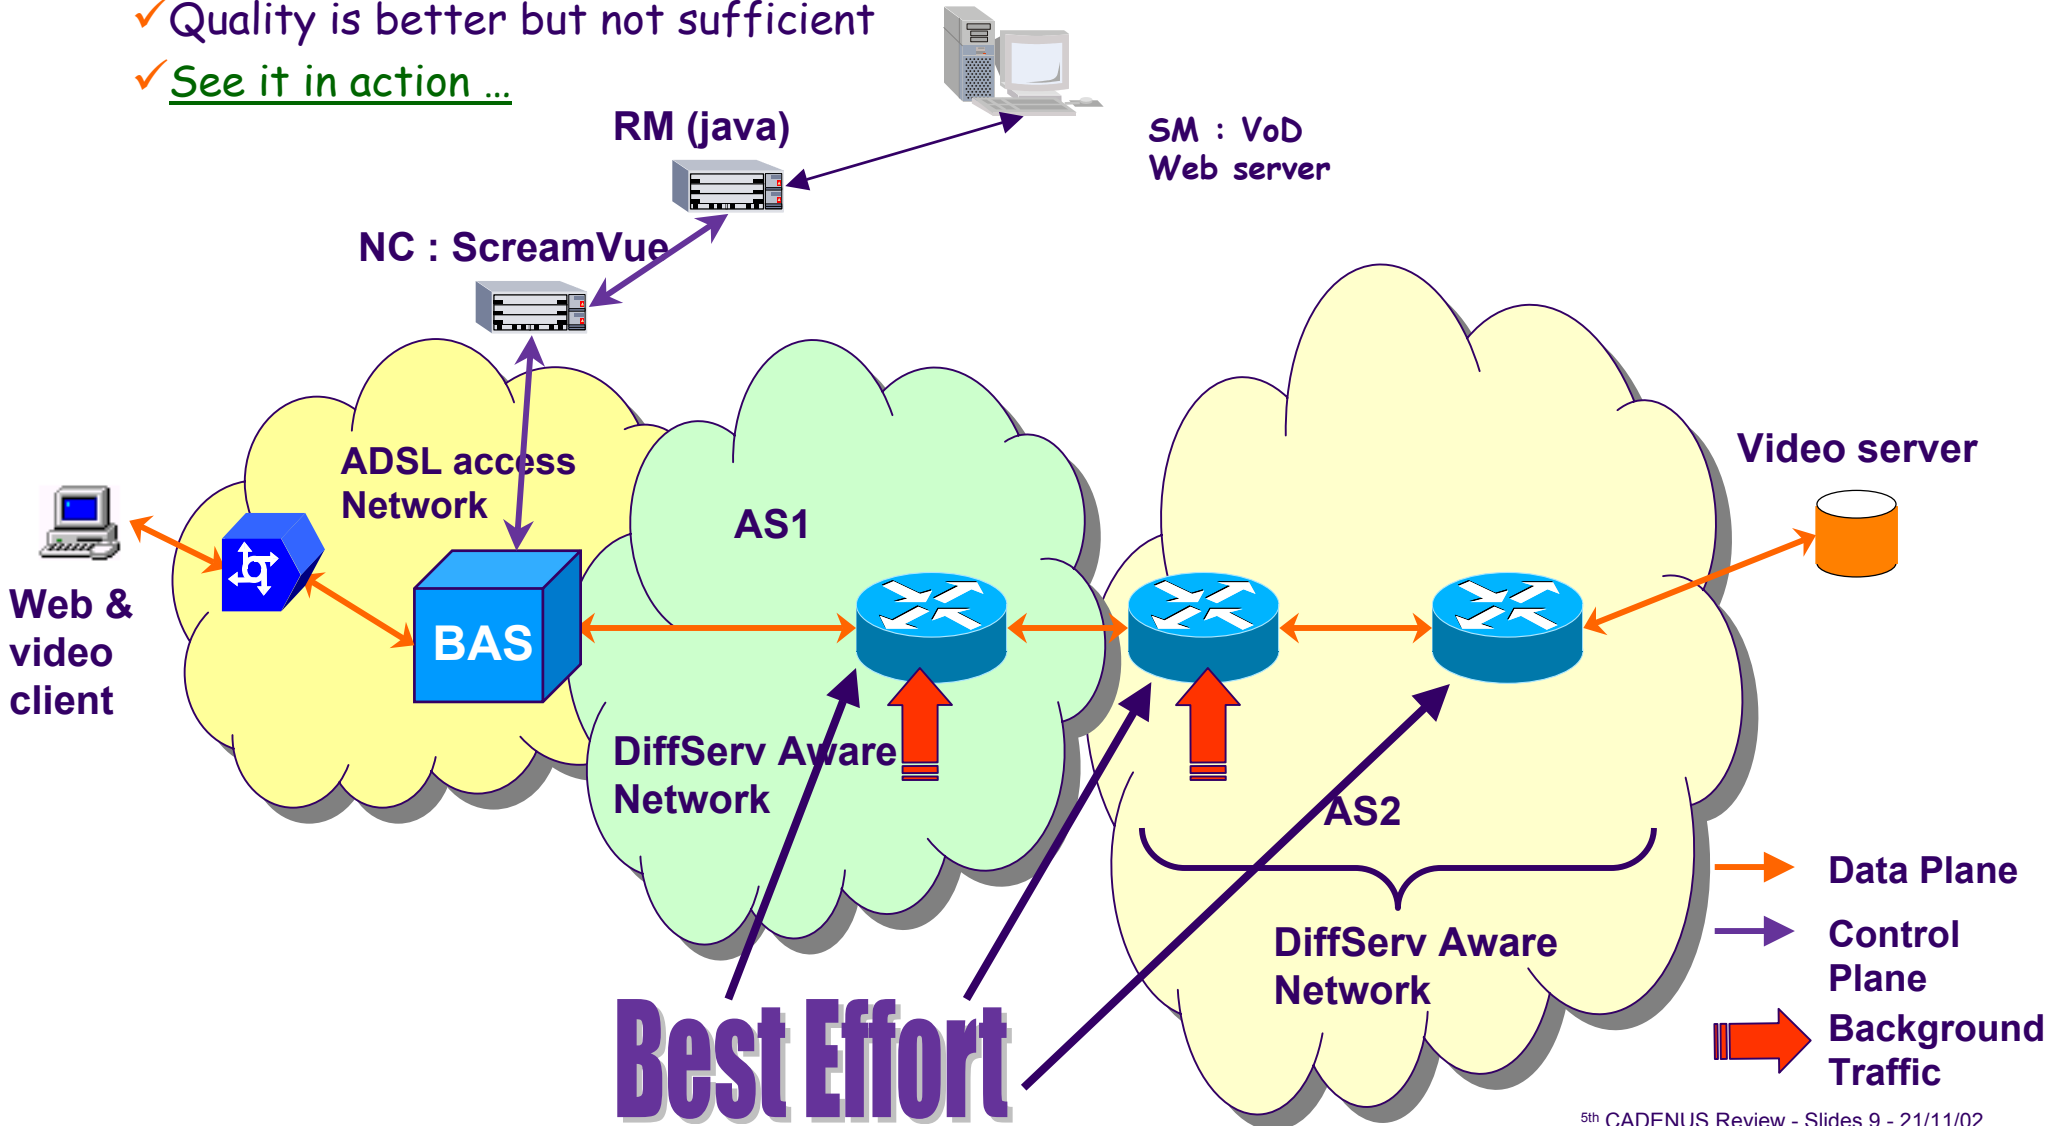 ✓Quality is better but not sufficient
✓See it in action ...
RM (java)
SM : VoD
Web server
NC : ScreamVue
ADSL access
Network
AS1
Video server
Web &
video
client
BAS
DiffServ Aware
Network
AS2
DiffServ Aware
Network
Data Plane
Control
Plane
Background
Traffic
Best Effort
5th CADENUS Review - Slides 9 - 21/11/02